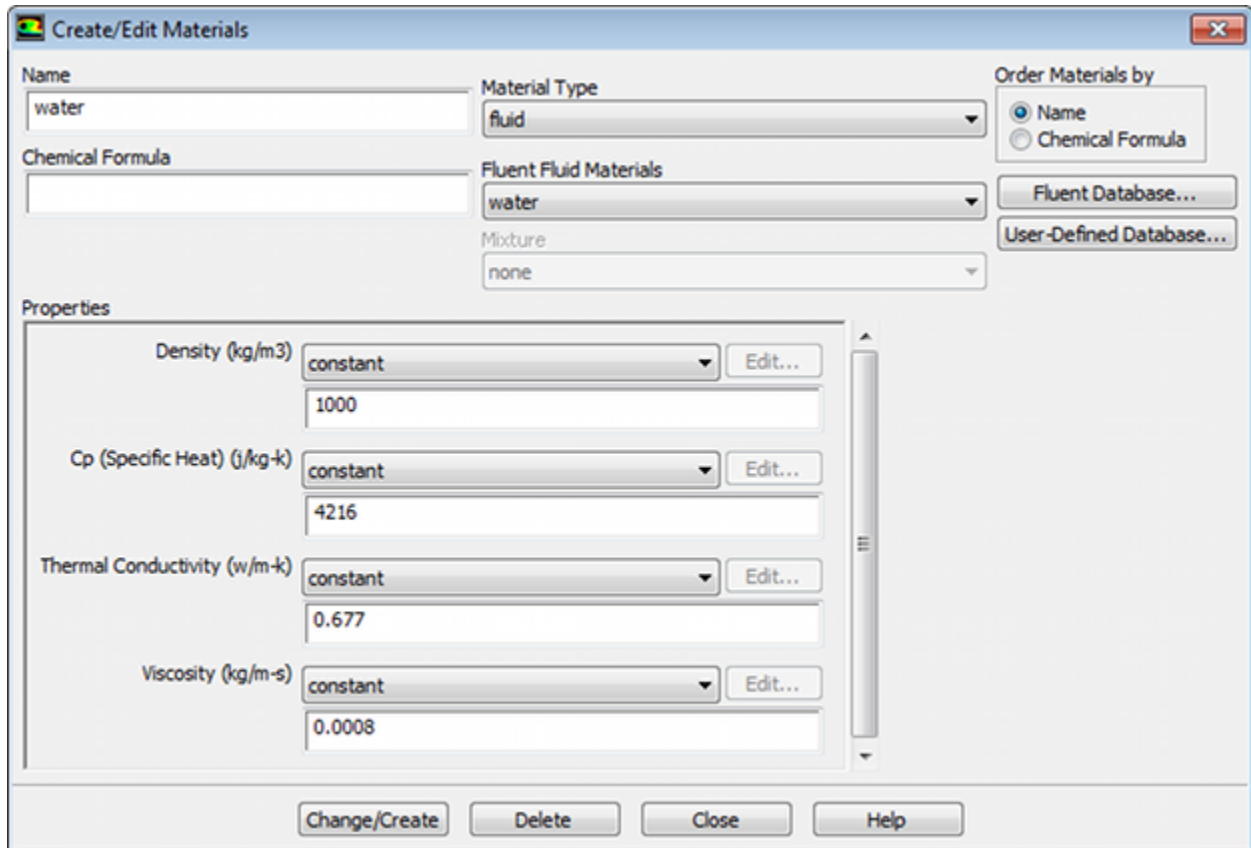 Create/Edit Materials
Name
water
Chemical Formula
Material Type
fluid
Fluent Fluid Materials
water
Mixture
none
Order Materials by
Name
Chemical Formula
Fluent Database...
User-Defined Database...
Properties
Density (kg/m3)
constant
Edit...
1000
Cp (Specific Heat) (j/kg-k)
constant
Edit...
4216
Thermal Conductivity (w/m-k)
constant
Edit...
0.677
Viscosity (kg/m-s)
constant
Edit...
0.0008
Change/Create
Delete
Close
Help